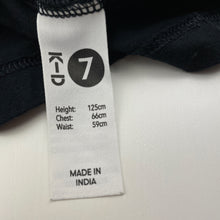 K-D 7
Height: 125cm
Chest: 66cm
Waist: 59cm
MADE IN
INDIA